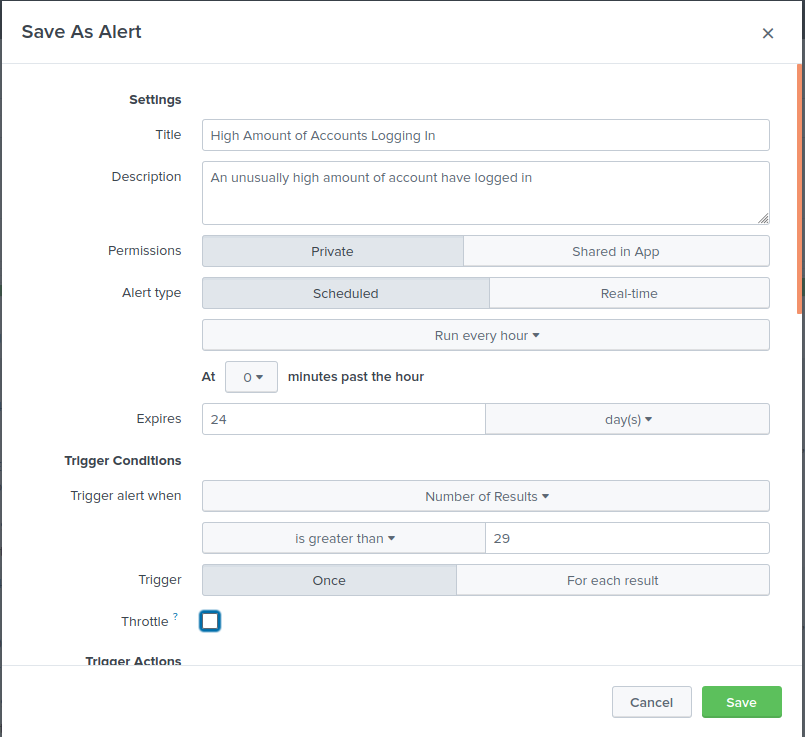 Save As Alert ×
Settings
Title High Amount of Accounts Logging In
Description An unusually high amount of account have logged in
Permissions Private Shared in App
Alert type Scheduled Real-time
Run every hour
At 0 minutes past the hour
Expires 24 day(s)
Trigger Conditions
Trigger alert when Number of Results
is greater than 29
Trigger Once For each result
Throttle ?
Trigger Actions
Cancel Save